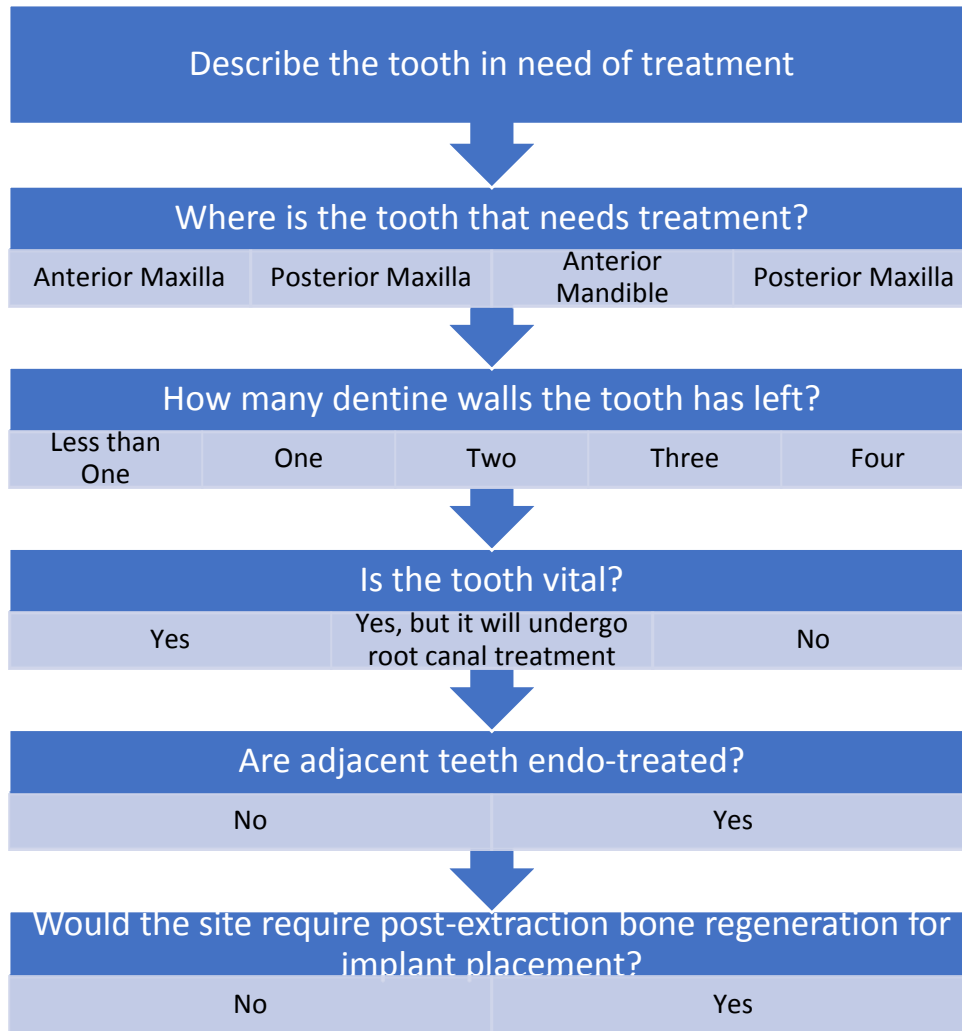 Describe the tooth in need of treatment
Where is the tooth that needs treatment?
Anterior Maxilla
Posterior Maxilla
Anterior
Mandible
Posterior Maxilla
How many dentine walls the tooth has left?
Less than
One
One
Two
Three
Four
Is the tooth vital?
Yes
Yes, but it will undergo
root canal treatment
No
Are adjacent teeth endo-treated?
No
Yes
Would the site require post-extraction bone regeneration for
implant placement?
No
Yes